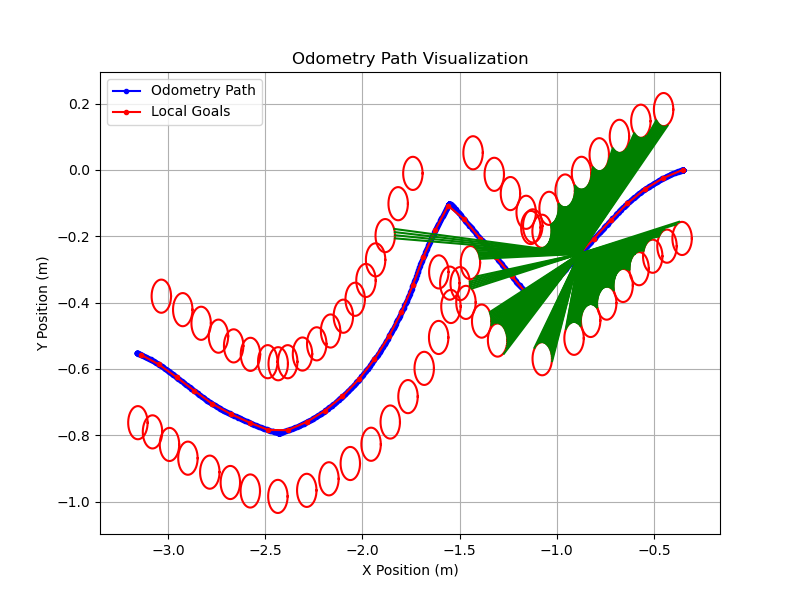 Odometry Path Visualization
Odometry Path
Local Goals
Y Position (m)
0.2
0.0
−0.2
−0.4
−0.6
−0.8
−1.0
−3.0
−2.5
−2.0
−1.5
−1.0
−0.5
X Position (m)